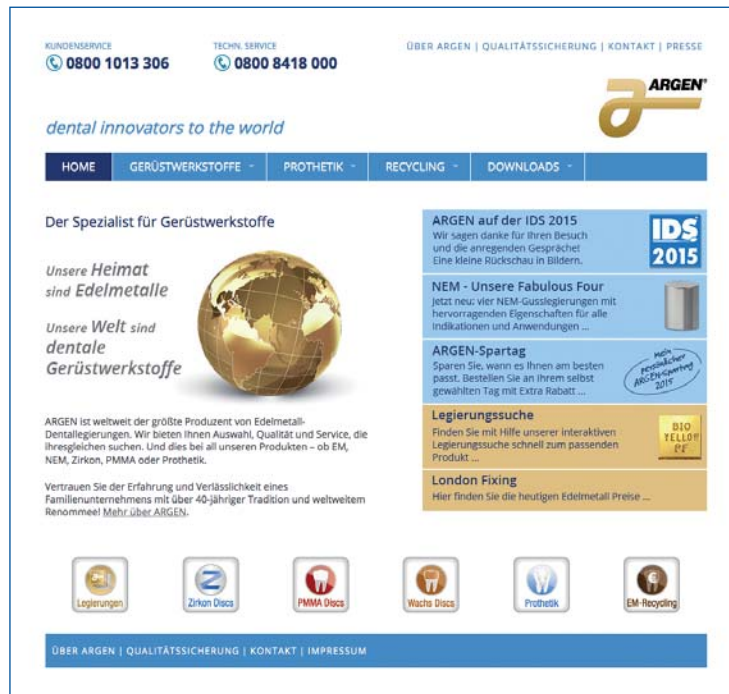 KUNDENSERVICE
0800 1013 306
TECHN. SERVICE
0800 8418 000
ÜBER ARGEN | QUALITÄTSSICHERUNG | KONTAKT | PRESSE
ARGEN®
dental innovators to the world
HOME GERÜSTWERKSTOFFE PROTHETIK RECYCLING DOWNLOADS
Der Spezialist für Gerüstwerkstoffe
Unsere Heimat
sind Edelmetalle
Unsere Welt sind
dentale
Gerüstwerkstoffe
ARGEN ist weltweit der größte Produzent von Edelmetall-
Dentallegierungen. Wir bieten Ihnen Auswahl, Qualität und Service, die
ihresgleichen suchen. Und dies bei all unseren Produkten – ob EM,
NEM, Zirkon, PMMA oder Prothetik.
Vertrauen Sie der Erfahrung und Verlässlichkeit eines
Familienunternehmens mit über 40-jähriger Tradition und weltweitem
Renommee! Mehr über ARGEN.
ARGEN auf der IDS 2015
Wir sagen danke für Ihren Besuch
und die anregenden Gespräche!
Eine kleine Rückschau in Bildern.
IDS
2015
NEM - Unsere Fabulous Four
Jetzt neu: vier NEM-Gusslegierungen mit
hervorragenden Eigenschaften für alle
Indikationen und Anwendungen ...
ARGEN-Spartag
Sparen Sie, wann es Ihnen am besten
passt. Bestellen Sie an Ihrem selbst
gewählten Tag mit Extra Rabatt ...
mein
persönlicher
ARGEN-Spartag
2015
Legierungssuche
Finden Sie mit Hilfe unserer interaktiven
Legierungssuche schnell zum passenden
Produkt ...
BIO
YELLOW
PF
London Fixing
Hier finden Sie die heutigen Edelmetall Preise ...
Legierungen
Zirkon Discs
PMMA Discs
Wachs Discs
Prothetik
EM-Recycling
ÜBER ARGEN | QUALITÄTSSICHERUNG | KONTAKT | IMPRESSUM